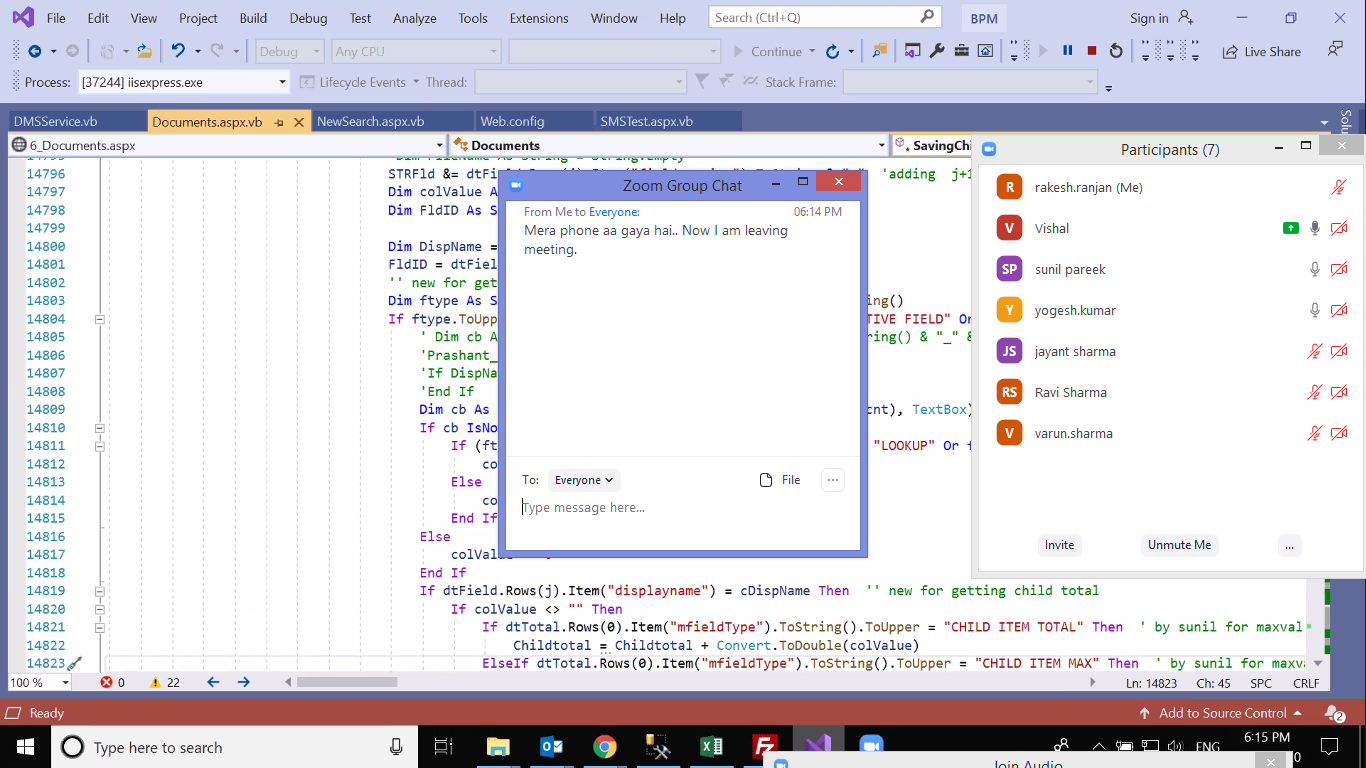 File Edit View Project Build Debug Test Analyze Tools Extensions Window Help Search (Ctrl+Q) BPM Sign in
Debug Any CPU Continue Live Share
Process: [37244] iisexpress.exe Lifecycle Events Thread: Stack Frame:
DMSService.vb Documents.aspx.vb NewSearch.aspx.vb Web.config SMSTest.aspx.vb
6_Documents.aspx Documents SavingChi
14796 STRFld &= dtFi
14797 Dim colValue A
14798 Dim FldID As S
14799
14800 Dim DispName =
14801 FldID = dtFiel
14802 '' new for get
14803 Dim ftype As S ing()
14804 If ftype.ToUpp TIVE FIELD" Or
14805 ' Dim cb A ring() & "_" &
14806 'Prashant_
14807 'If DispNa
14808 'End If
14809 Dim cb As cnt), TextBox)
14810 If cb IsNo
14811 If (ft "LOOKUP" Or f
14812 co
14813 Else
14814 co
14815 End If
14816 Else
14817 colValu
14818 End If
14819 If dtField.Rows(j).Item("displayname") = cDispName Then '' new for getting child total
14820 If colValue <> "" Then
14821 If dtTotal.Rows(0).Item("mfieldType").ToString().ToUpper = "CHILD ITEM TOTAL" Then ' by sunil for maxval
14822 Childtotal = Childtotal + Convert.ToDouble(colValue)
14823 ElseIf dtTotal.Rows(0).Item("mfieldType").ToString().ToUpper = "CHILD ITEM MAX" Then ' by sunil for maxva
Zoom Group Chat
From Me to Everyone: 06:14 PM
Mera phone aa gaya hai.. Now I am leaving
meeting.
To: Everyone File ...
Type message here...
Participants (7)
R rakesh.ranjan (Me)
V Vishal
SP sunil pareek
Y yogesh.kumar
JS jayant sharma
RS Ravi Sharma
V varun.sharma
Invite Unmute Me ...
100 % 0 22 Ln: 14823 Ch: 45 SPC CRLF
Ready Add to Source Control 2
Type here to search ENG 6:15 PM
Join Audio